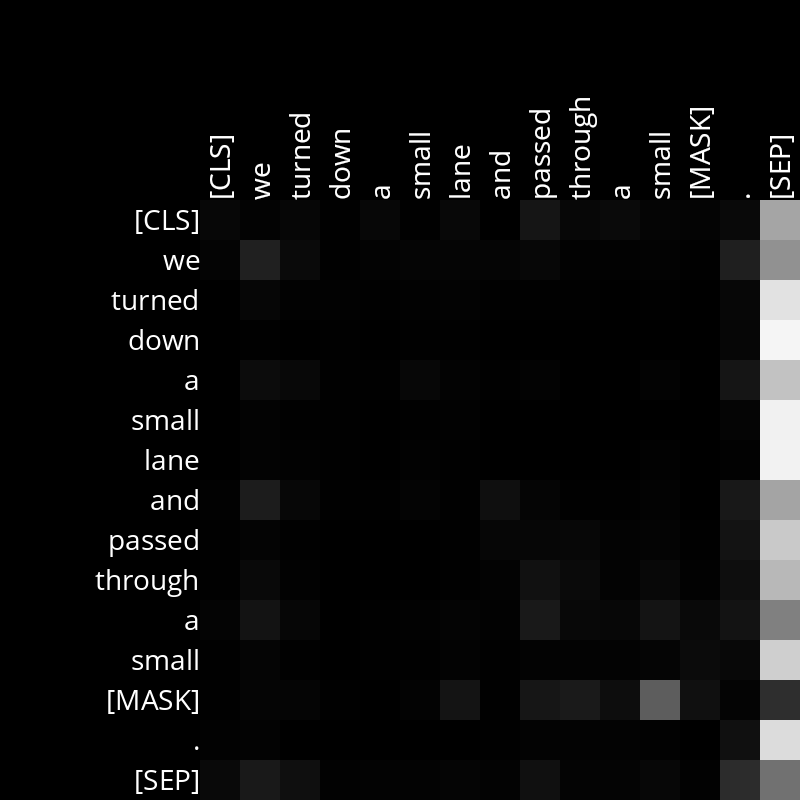 [CLS] we turned down a small lane and passed through a small [MASK] . [SEP]
[CLS]
we
turned
down
a
small
lane
and
passed
through
a
small
[MASK]
.
[SEP]